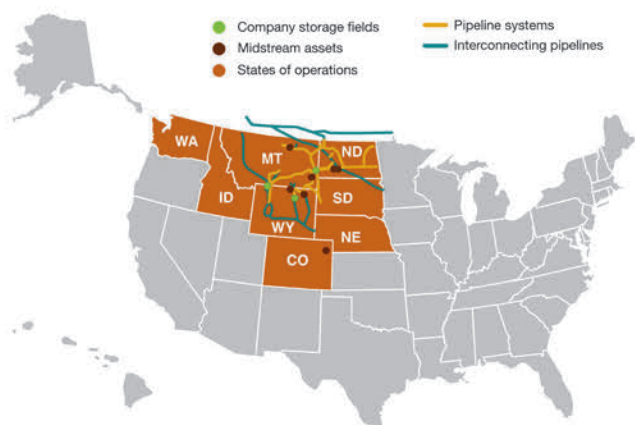 Company storage fields
Midstream assets
States of operations
Pipeline systems
Interconnecting pipelines
WA
MT
ND
ID
SD
WY
NE
CO